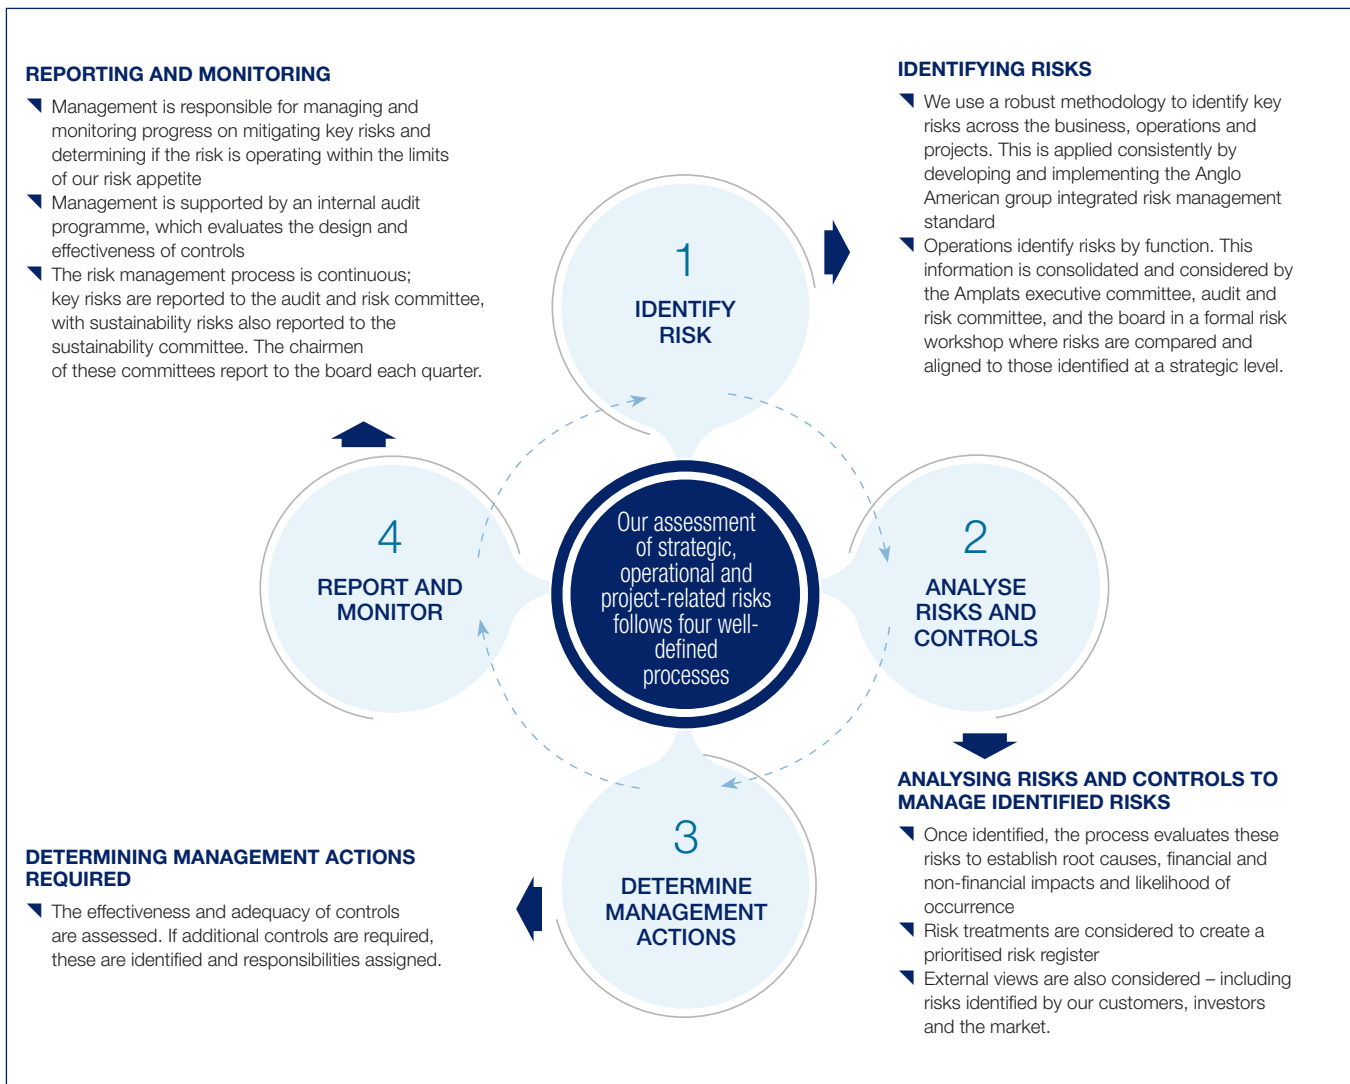 REPORTING AND MONITORING
Management is responsible for managing and
monitoring progress on mitigating key risks and
determining if the risk is operating within the limits
of our risk appetite
Management is supported by an internal audit
programme, which evaluates the design and
effectiveness of controls
The risk management process is continuous;
key risks are reported to the audit and risk committee,
with sustainability risks also reported to the
sustainability committee. The chairmen
of these committees report to the board each quarter.
IDENTIFYING RISKS
We use a robust methodology to identify key
risks across the business, operations and
projects. This is applied consistently by
developing and implementing the Anglo
American group integrated risk management
standard
Operations identify risks by function. This
information is consolidated and considered by
the Amplats executive committee, audit and
risk committee, and the board in a formal risk
workshop where risks are compared and
aligned to those identified at a strategic level.
1
IDENTIFY
RISK
4
REPORT AND
MONITOR
Our assessment
of strategic,
operational and
project-related risks
follows four well-
defined
processes
2
ANALYSE
RISKS AND
CONTROLS
3
DETERMINE
MANAGEMENT
ACTIONS
DETERMINING MANAGEMENT ACTIONS
REQUIRED
The effectiveness and adequacy of controls
are assessed. If additional controls are required,
these are identified and responsibilities assigned.
ANALYSING RISKS AND CONTROLS TO
MANAGE IDENTIFIED RISKS
Once identified, the process evaluates these
risks to establish root causes, financial and
non-financial impacts and likelihood of
occurrence
Risk treatments are considered to create a
prioritised risk register
External views are also considered – including
risks identified by our customers, investors
and the market.